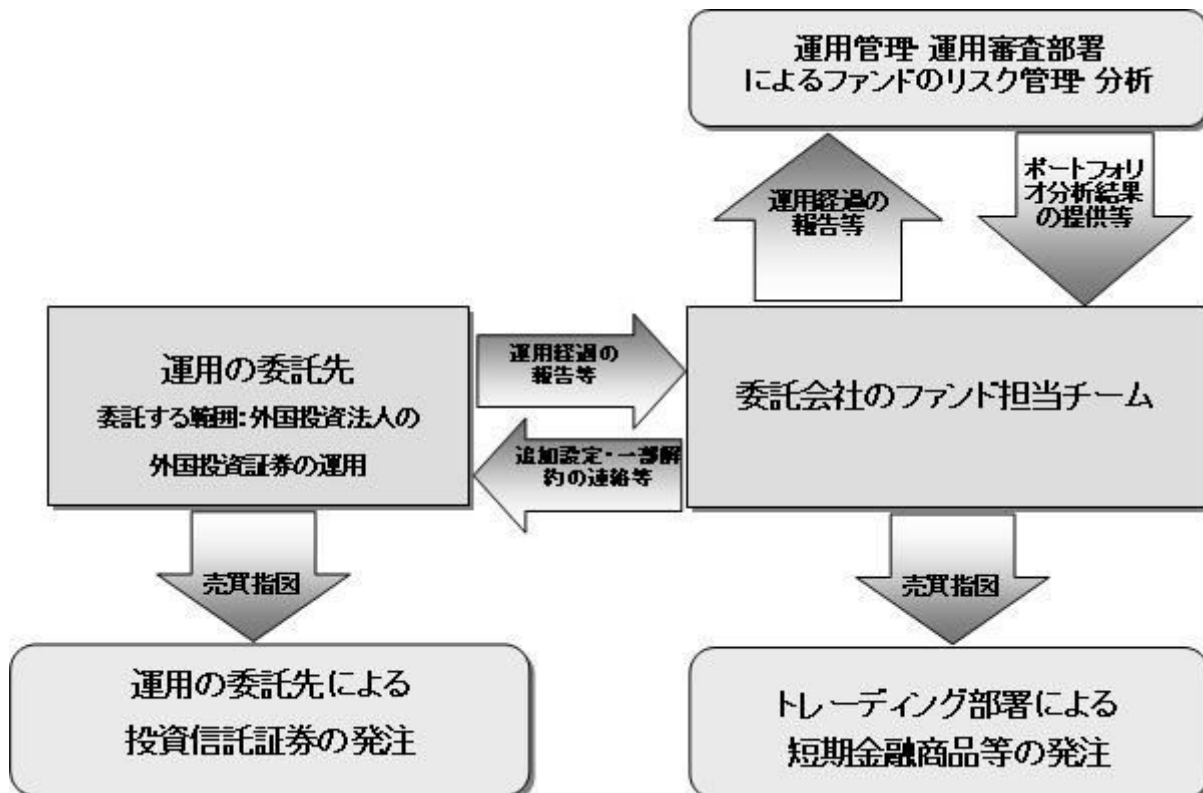 運用管理・運用審査部署
によるファンドのリスク管理・分析
運用経過の
報告等
ポートフォリ
オ分析結果
の提供等
運用の委託先
委託する範囲：外国投資法人の
外国投資証券の運用
運用経過の
報告等
追加設定・一部解
約の連絡等
委託会社のファンド担当チーム
売買指図
売買指図
運用の委託先による
投資信託証券の発注
トレーディング部署による
短期金融商品等の発注